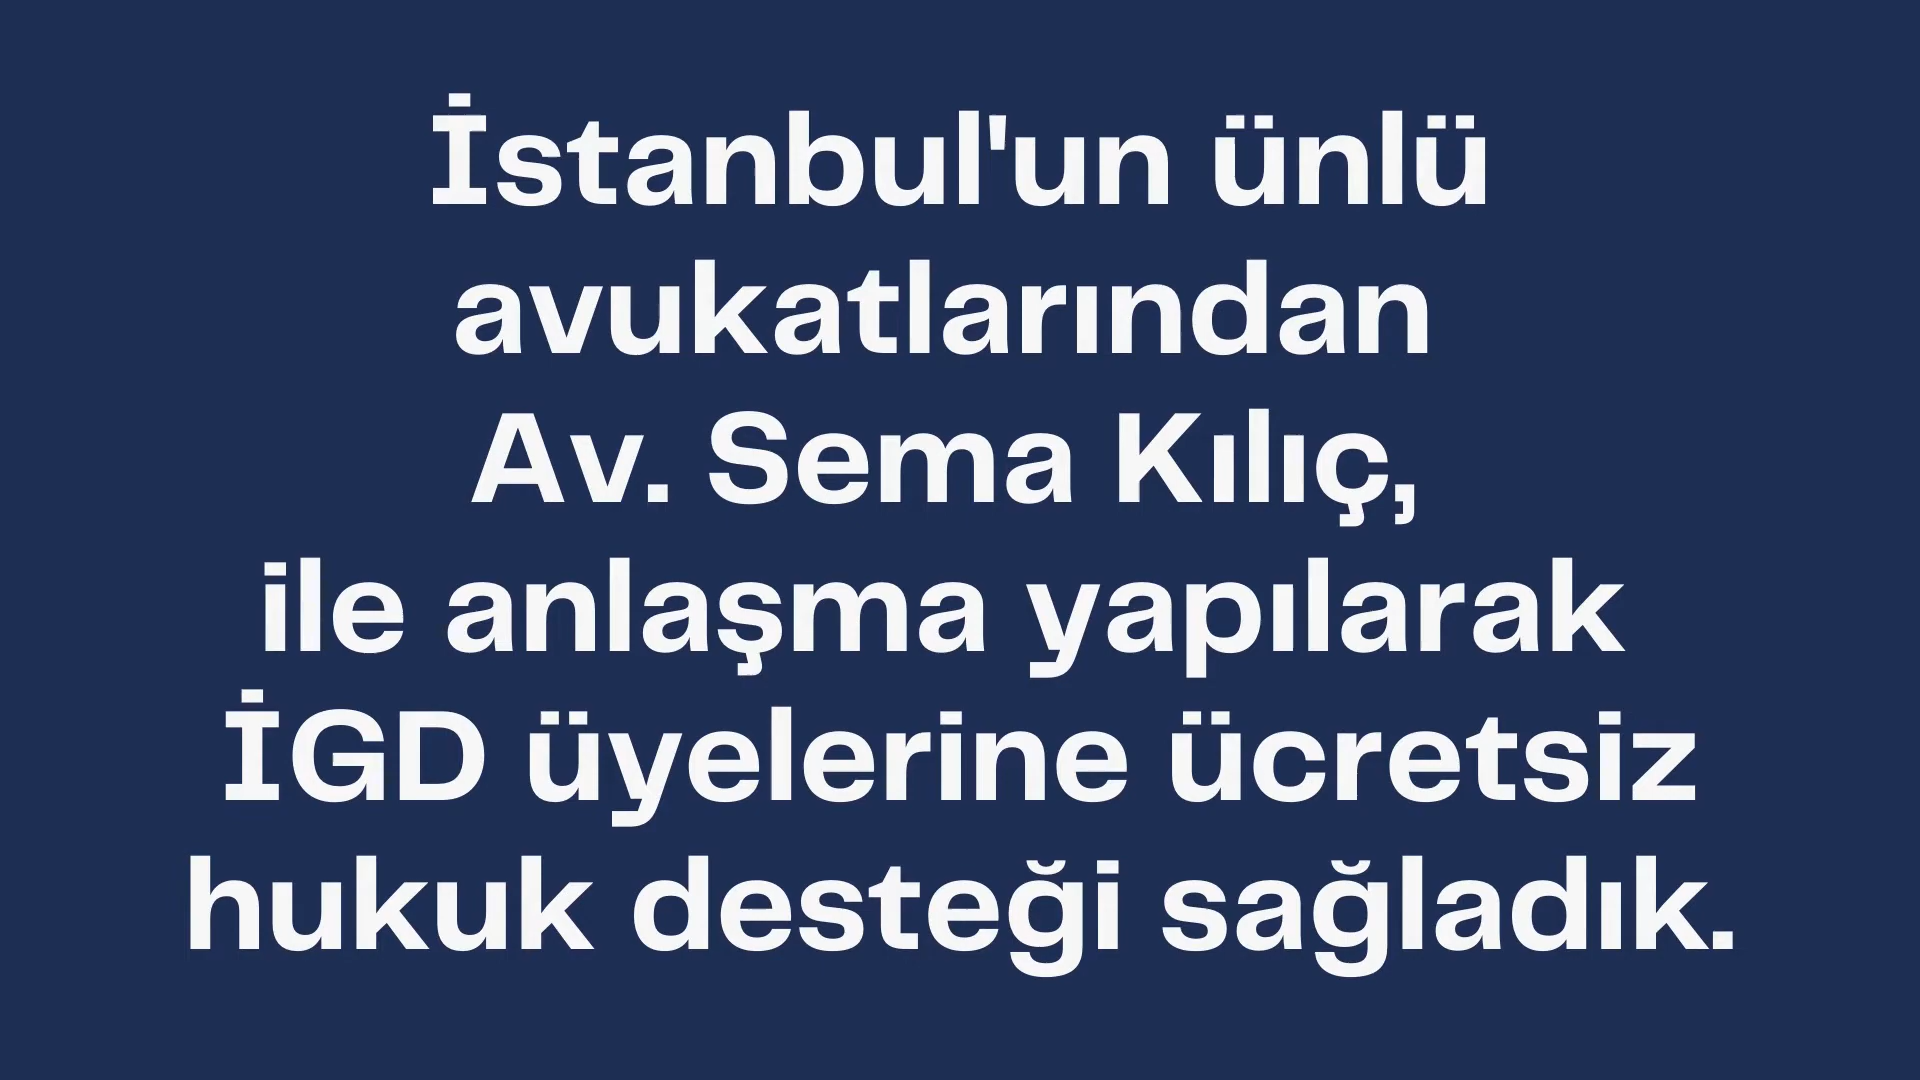 İstanbul'un ünlü
avukatlarından
Av. Sema Kılıç,
ile anlaşma yapılarak
İGD üyelerine ücretsiz
hukuk desteği sağladık.